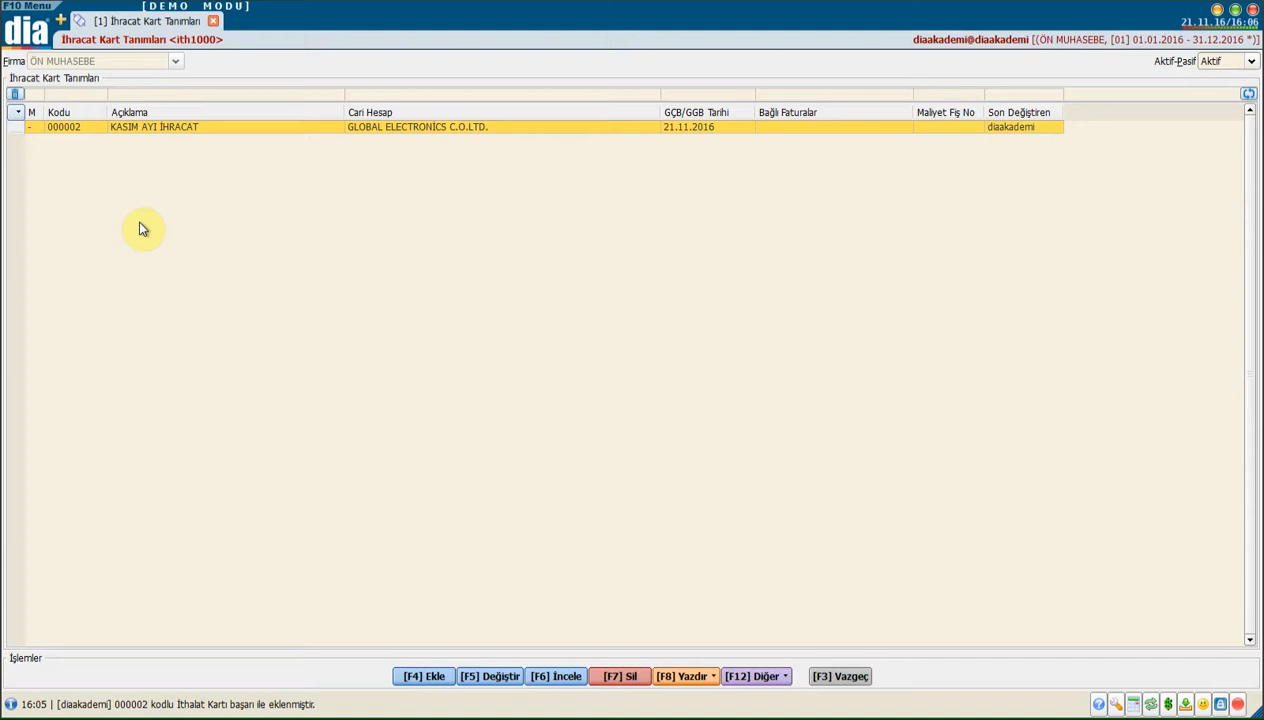 F10 Menu
[DEMO MODU]
dia
[1] İhracat Kart Tanımları
21.11.16/16:06
İhracat Kart Tanımları <ith1000>
diaakademi@diaakademi [(ÖN MUHASEBE, [01] 01.01.2016 - 31.12.2016 *)]
Firma ÖN MUHASEBE
Aktif-Pasif Aktif
İhracat Kart Tanımları
M Kodu Açıklama Cari Hesap GÇB/GGB Tarihi Bağlı Faturalar Maliyet Fiş No Son Değiştiren
- 000002 KASIM AYI İHRACAT GLOBAL ELECTRONİCS C.O.LTD. 21.11.2016 diaakademi
İşlemler
[F4] Ekle [F5] Değiştir [F6] İncele [F7] Sil [F8] Yazdır [F12] Diğer [F3] Vazgeç
16:05 | [diaakademi] 000002 kodlu İthalat Kartı başarı ile eklenmiştir.